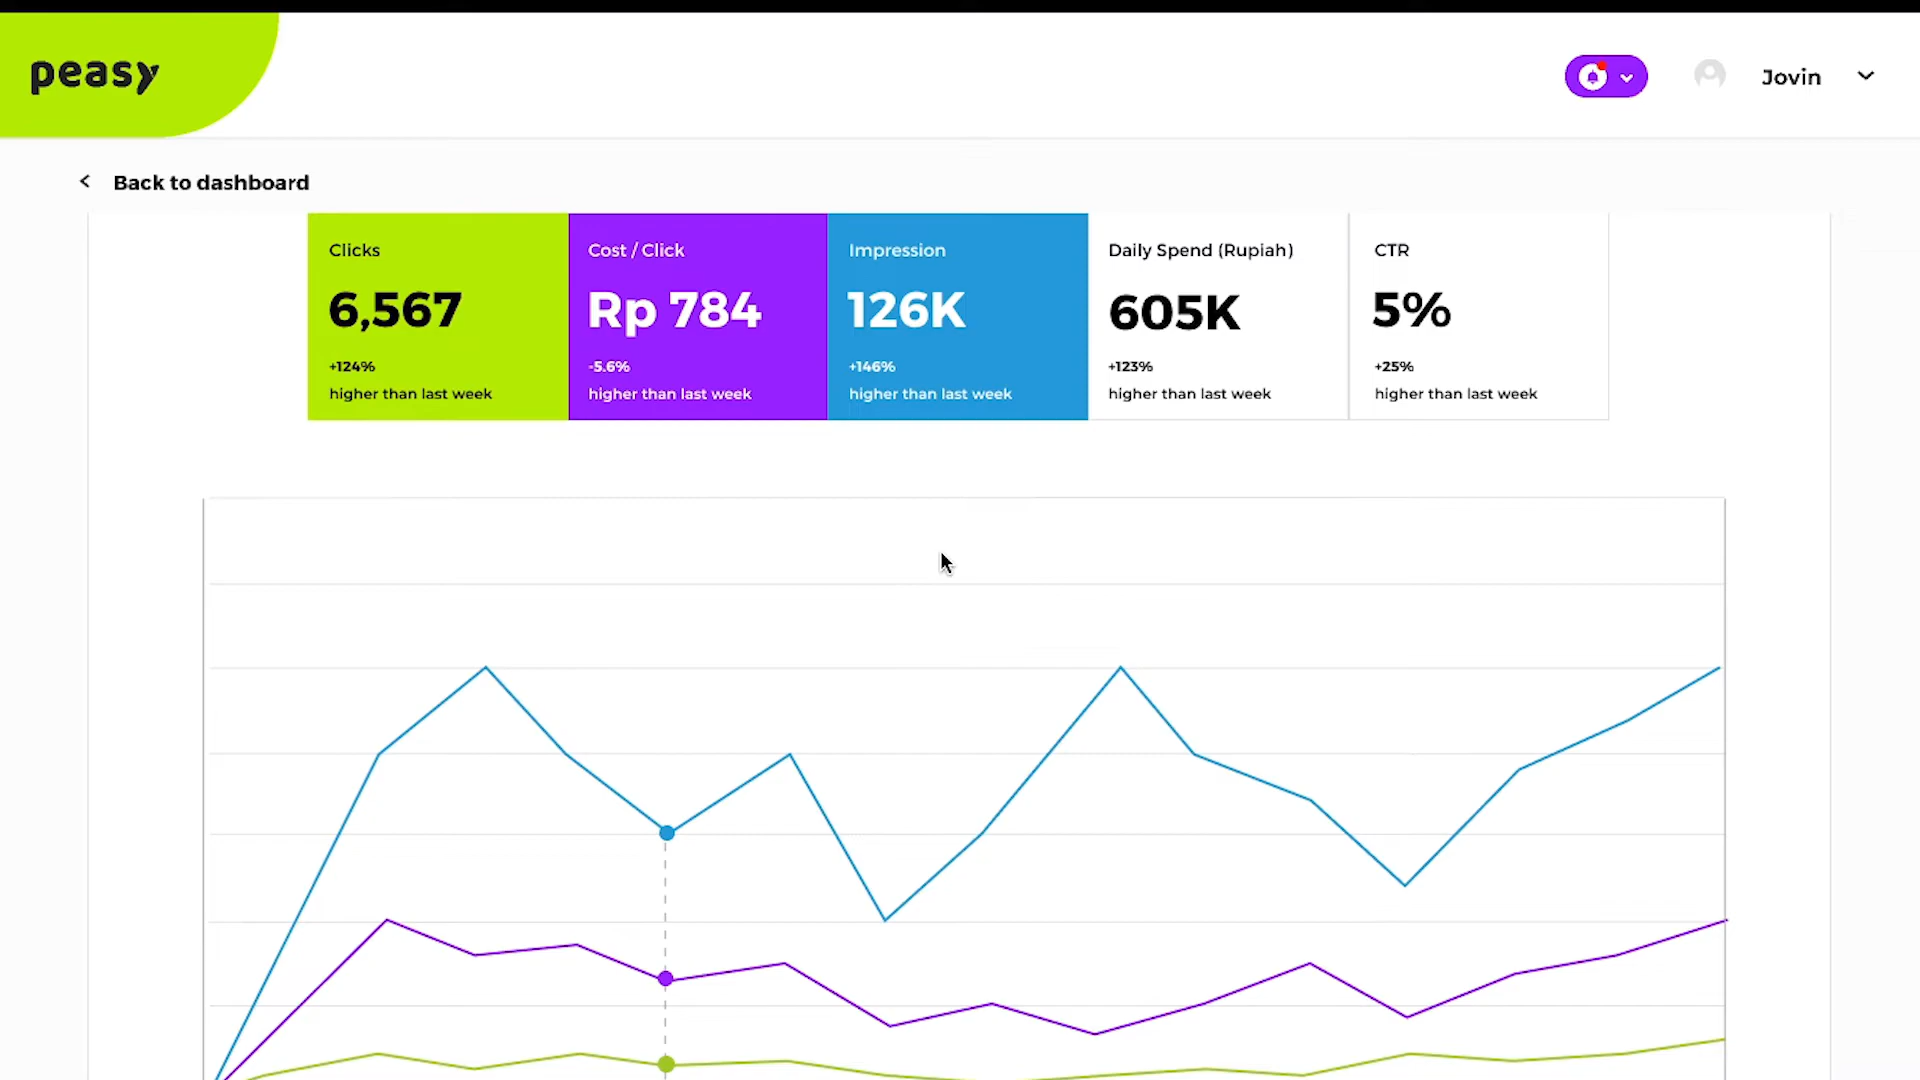 peasy
Jovin
Back to dashboard
Clicks
6,567
+124%
higher than last week
Cost / Click
Rp 784
-5.6%
higher than last week
Impression
126K
+146%
higher than last week
Daily Spend (Rupiah)
605K
+123%
higher than last week
CTR
5%
+25%
higher than last week